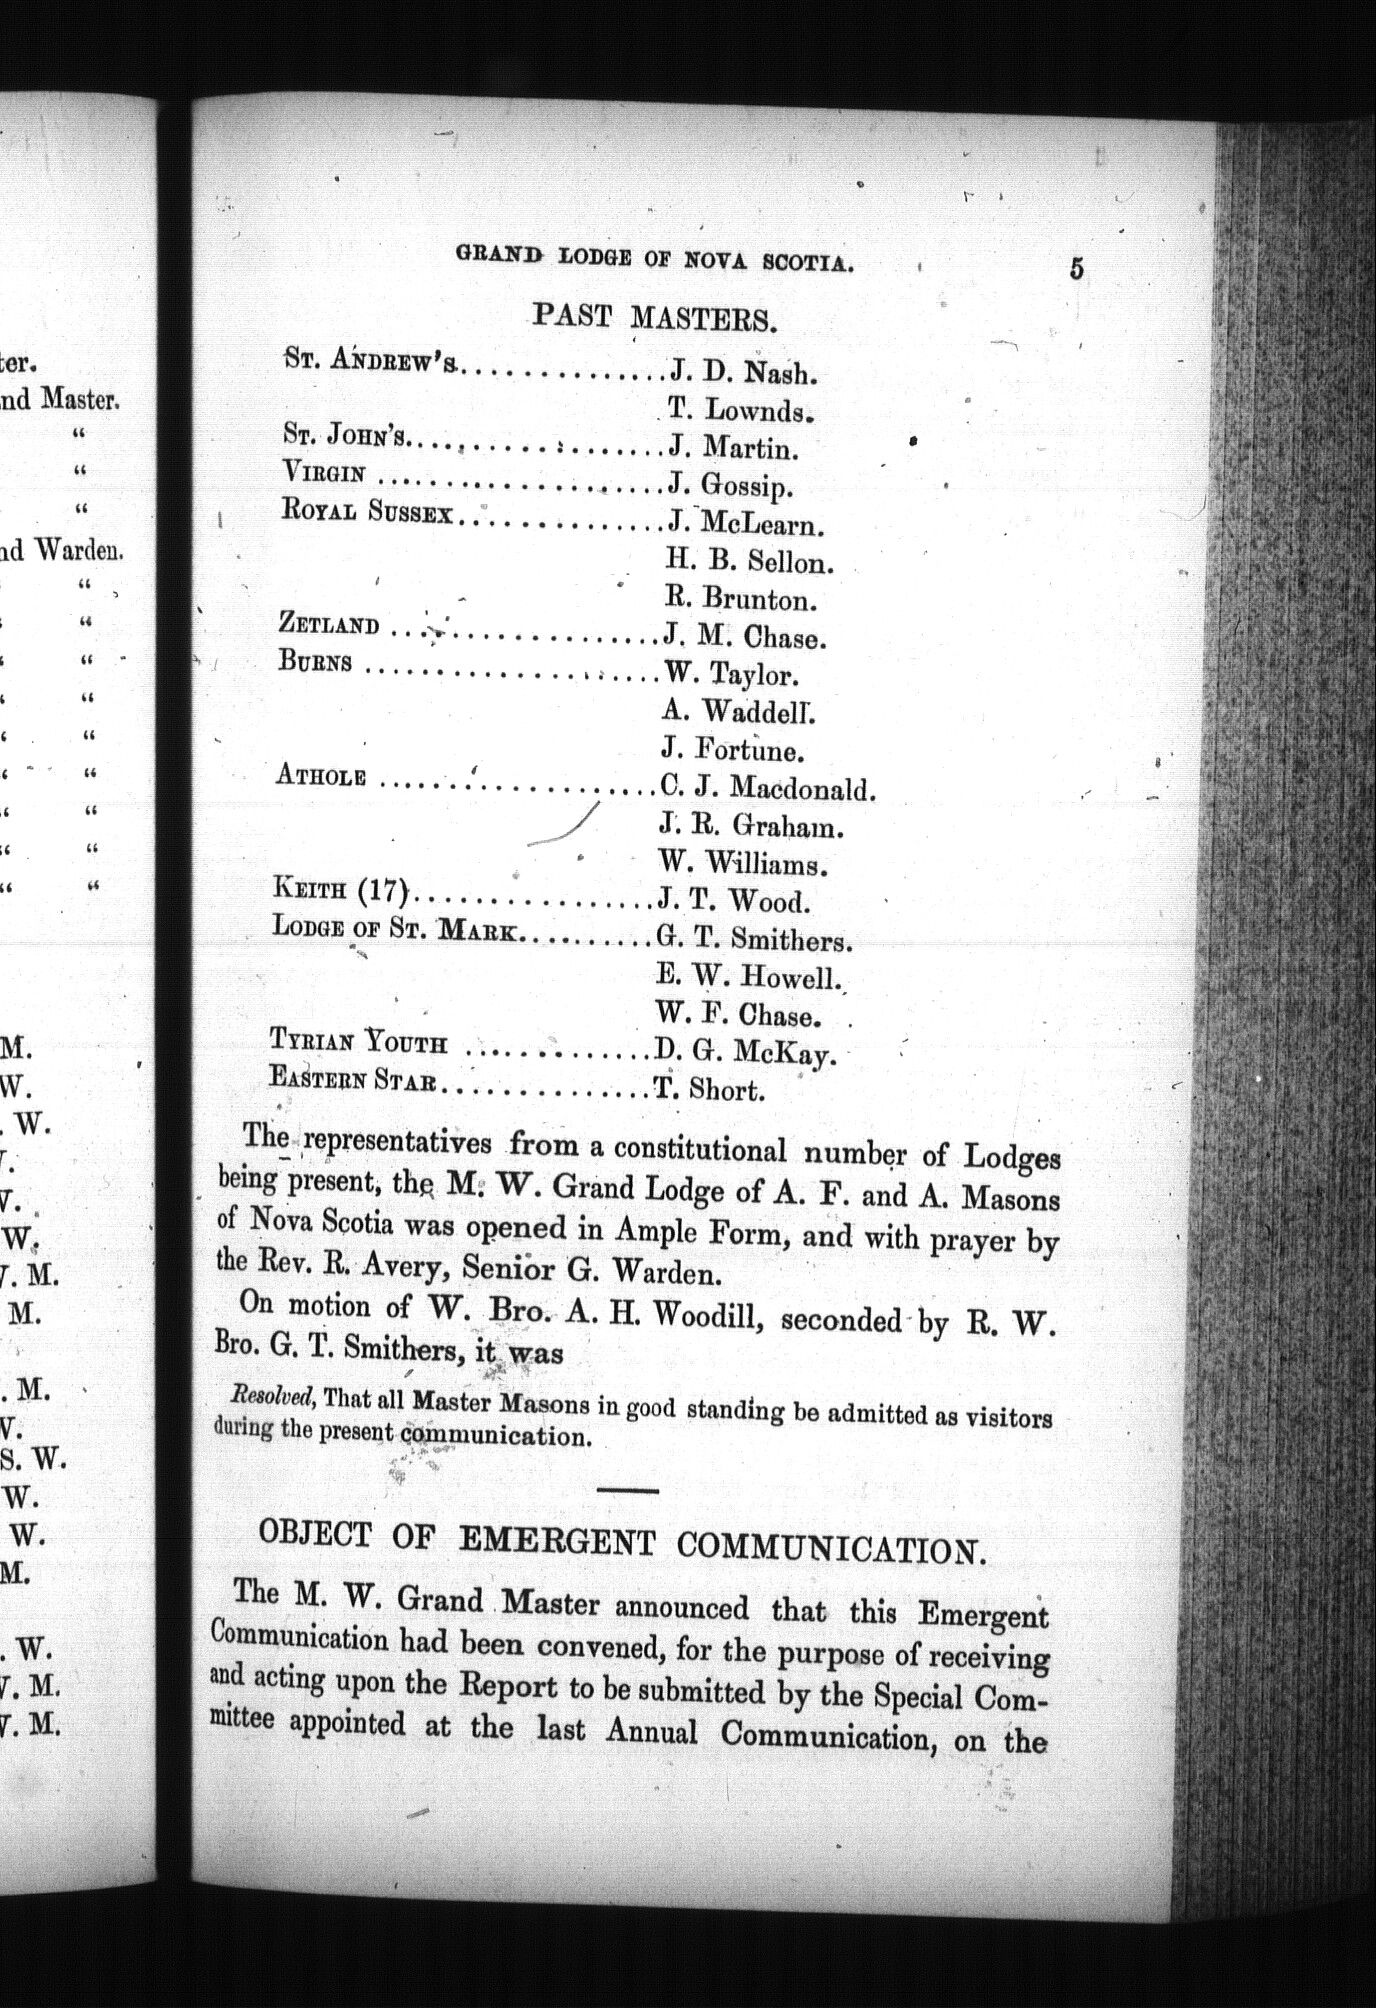 ter.
nd Master.
“
“
“
nd Warden.
“
“
“
“
“
“
“
“
“
M.
W.
. W.
W.
W. M.
M.
. M.
S. W.
W.
W.
M.
. W.
. M.
. M.
GRAND LODGE OF NOVA SCOTIA. 5
PAST MASTERS.
ST. ANDREW'S................J. D. Nash.
T. Lownds.
ST. JOHN'S....................J. Martin.
VIRGIN ......................J. Gossip.
ROYAL SUSSEX................J. McLearn.
H. B. Sellon.
R. Brunton.
ZETLAND .....................J. M. Chase.
BURNS .......................W. Taylor.
A. Waddell.
J. Fortune.
ATHOLE ......................C. J. Macdonald.
J. R. Graham.
W. Williams.
KEITH (17)..................J. T. Wood.
LODGE OF ST. MARK..........G. T. Smithers.
E. W. Howell.
W. F. Chase.
TYRIAN YOUTH ..............D. G. McKay.
EASTERN STAR................T. Short.
The representatives from a constitutional number of Lodges
being present, the M. W. Grand Lodge of A. F. and A. Masons
of Nova Scotia was opened in Ample Form, and with prayer by
the Rev. R. Avery, Senior G. Warden.
On motion of W. Bro. A. H. Woodill, seconded by R. W.
Bro. G. T. Smithers, it was
Resolved, That all Master Masons in good standing be admitted as visitors
during the present communication.
OBJECT OF EMERGENT COMMUNICATION.
The M. W. Grand Master announced that this Emergent
Communication had been convened, for the purpose of receiving
and acting upon the Report to be submitted by the Special Com-
mittee appointed at the last Annual Communication, on the